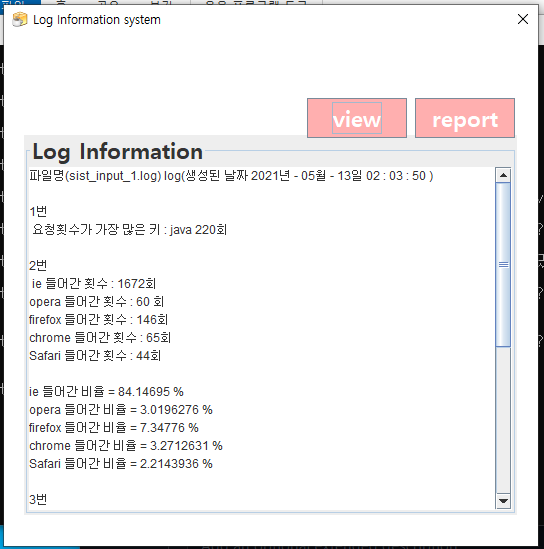 Log Information system
view
report
Log Information
파일명(sist_input_1.log) log(생성된 날짜 2021년 - 05월 - 13일 02 : 03 : 50 )
1번
요청횟수가 가장 많은 키 : java 220회
2번
ie 들어간 횟수 : 1672회
opera 들어간 횟수 : 60 회
firefox 들어간 횟수 : 146회
chrome 들어간 횟수 : 65회
Safari 들어간 횟수 : 44회
ie 들어간 비율 = 84.14695 %
opera 들어간 비율 = 3.0196276 %
firefox 들어간 비율 = 7.34776 %
chrome 들어간 비율 = 3.2712631 %
Safari 들어간 비율 = 2.2143936 %
3번